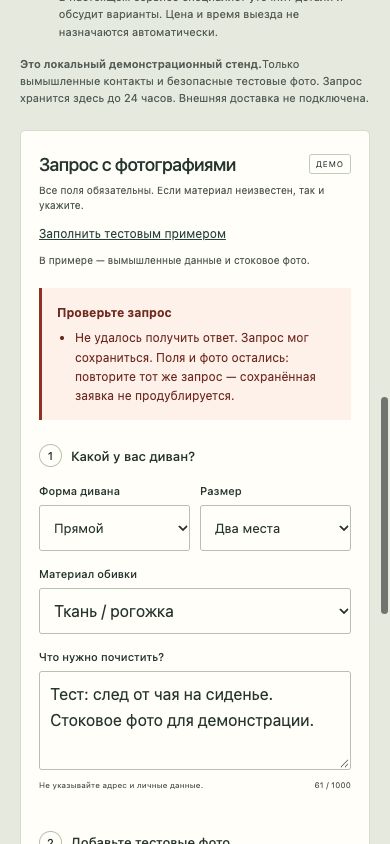 обсудит варианты. Цена и время выезда не
назначаются автоматически.
Это локальный демонстрационный стенд.Только
вымышленные контакты и безопасные тестовые фото. Запрос
хранится здесь до 24 часов. Внешняя доставка не подключена.
Запрос с фотографиями
ДЕМО
Все поля обязательны. Если материал неизвестен, так и
укажите.
Заполнить тестовым примером
В примере — вымышленные данные и стоковое фото.
Проверьте запрос
• Не удалось получить ответ. Запрос мог
сохраниться. Поля и фото остались:
повторите тот же запрос — сохранённая
заявка не продублируется.
1 Какой у вас диван?
Форма дивана
Размер
Прямой
Два места
Материал обивки
Ткань / рогожка
Что нужно почистить?
Тест: след от чая на сиденье.
Стоковое фото для демонстрации.
Не указывайте адрес и личные данные.
61 / 1000
2 Добавьте тестовые фото